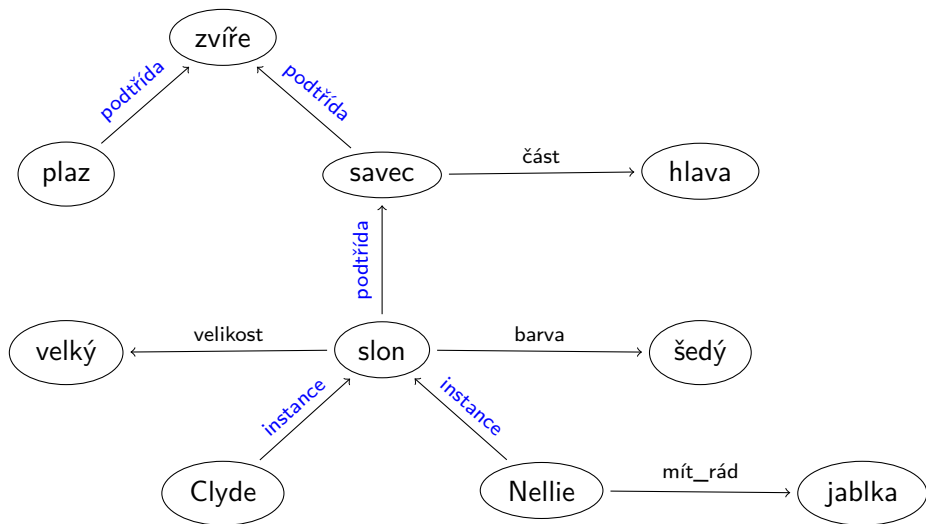 zvíře
podtřída
podtřída
plaz
savec
část
hlava
podtřída
velký
velikost
slon
barva
šedý
instance
instance
Clyde
Nellie
mít_rád
jablka